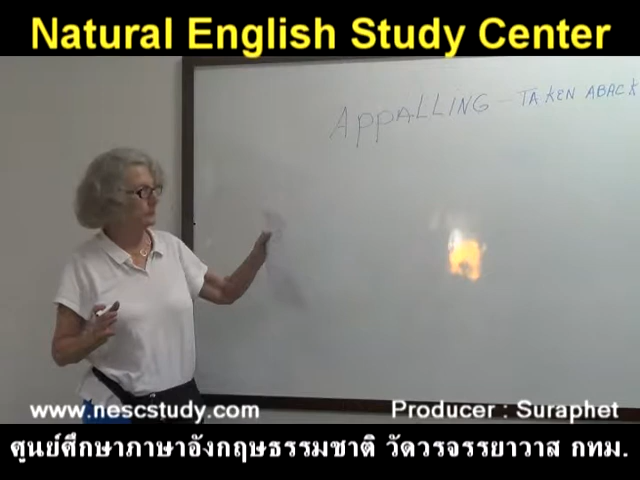 Natural English Study Center
APPALLING - TAKEN ABACK
www.nescstudy.com
Producer : Suraphet
ศูนย์ศึกษาภาษาอังกฤษธรรมชาติ วัดวรจรรยาวาส กทม.